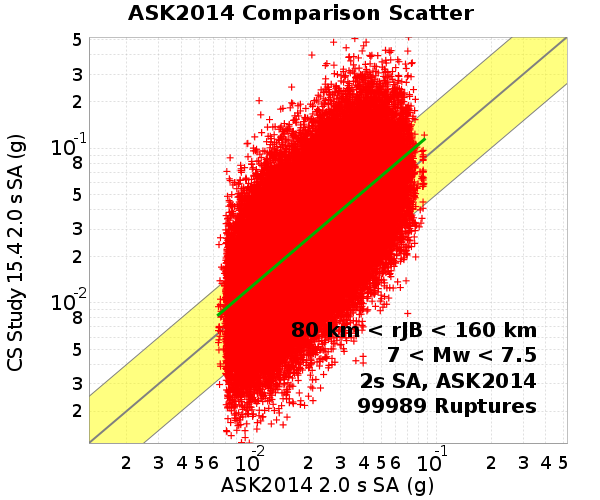 ASK2014 Comparison Scatter
CS Study 15.4 2.0 s SA (g)
5
3
2
10-1
8
5
3
2
10-2
8
5
3
2
80 km < rJB < 160 km
7 < Mw < 7.5
2s SA, ASK2014
99989 Ruptures
2 3 4 5 6 10-2 2 3 4 5 6 10-1 2 3 4 5
ASK2014 2.0 s SA (g)